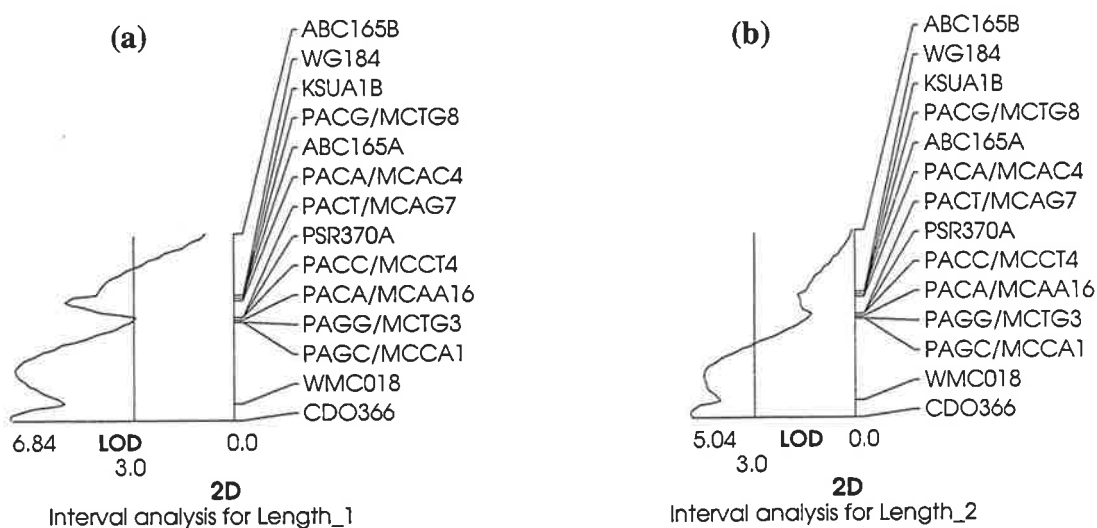 (a)
ABC165B
WG184
KSUA1B
PACG/MCTG8
ABC165A
PACA/MCAC4
PACT/MCAG7
PSR370A
PACC/MCCT4
PACA/MCAA16
PAGG/MCTG3
PAGC/MCCA1
WMC018
CDO366
6.84 LOD 0.0
3.0
2D
Interval analysis for Length_1
(b)
ABC165B
WG184
KSUA1B
PACG/MCTG8
ABC165A
PACA/MCAC4
PACT/MCAG7
PSR370A
PACC/MCCT4
PACA/MCAA16
PAGG/MCTG3
PAGC/MCCA1
WMC018
CDO366
5.04 LOD 0.0
3.0
2D
Interval analysis for Length_2